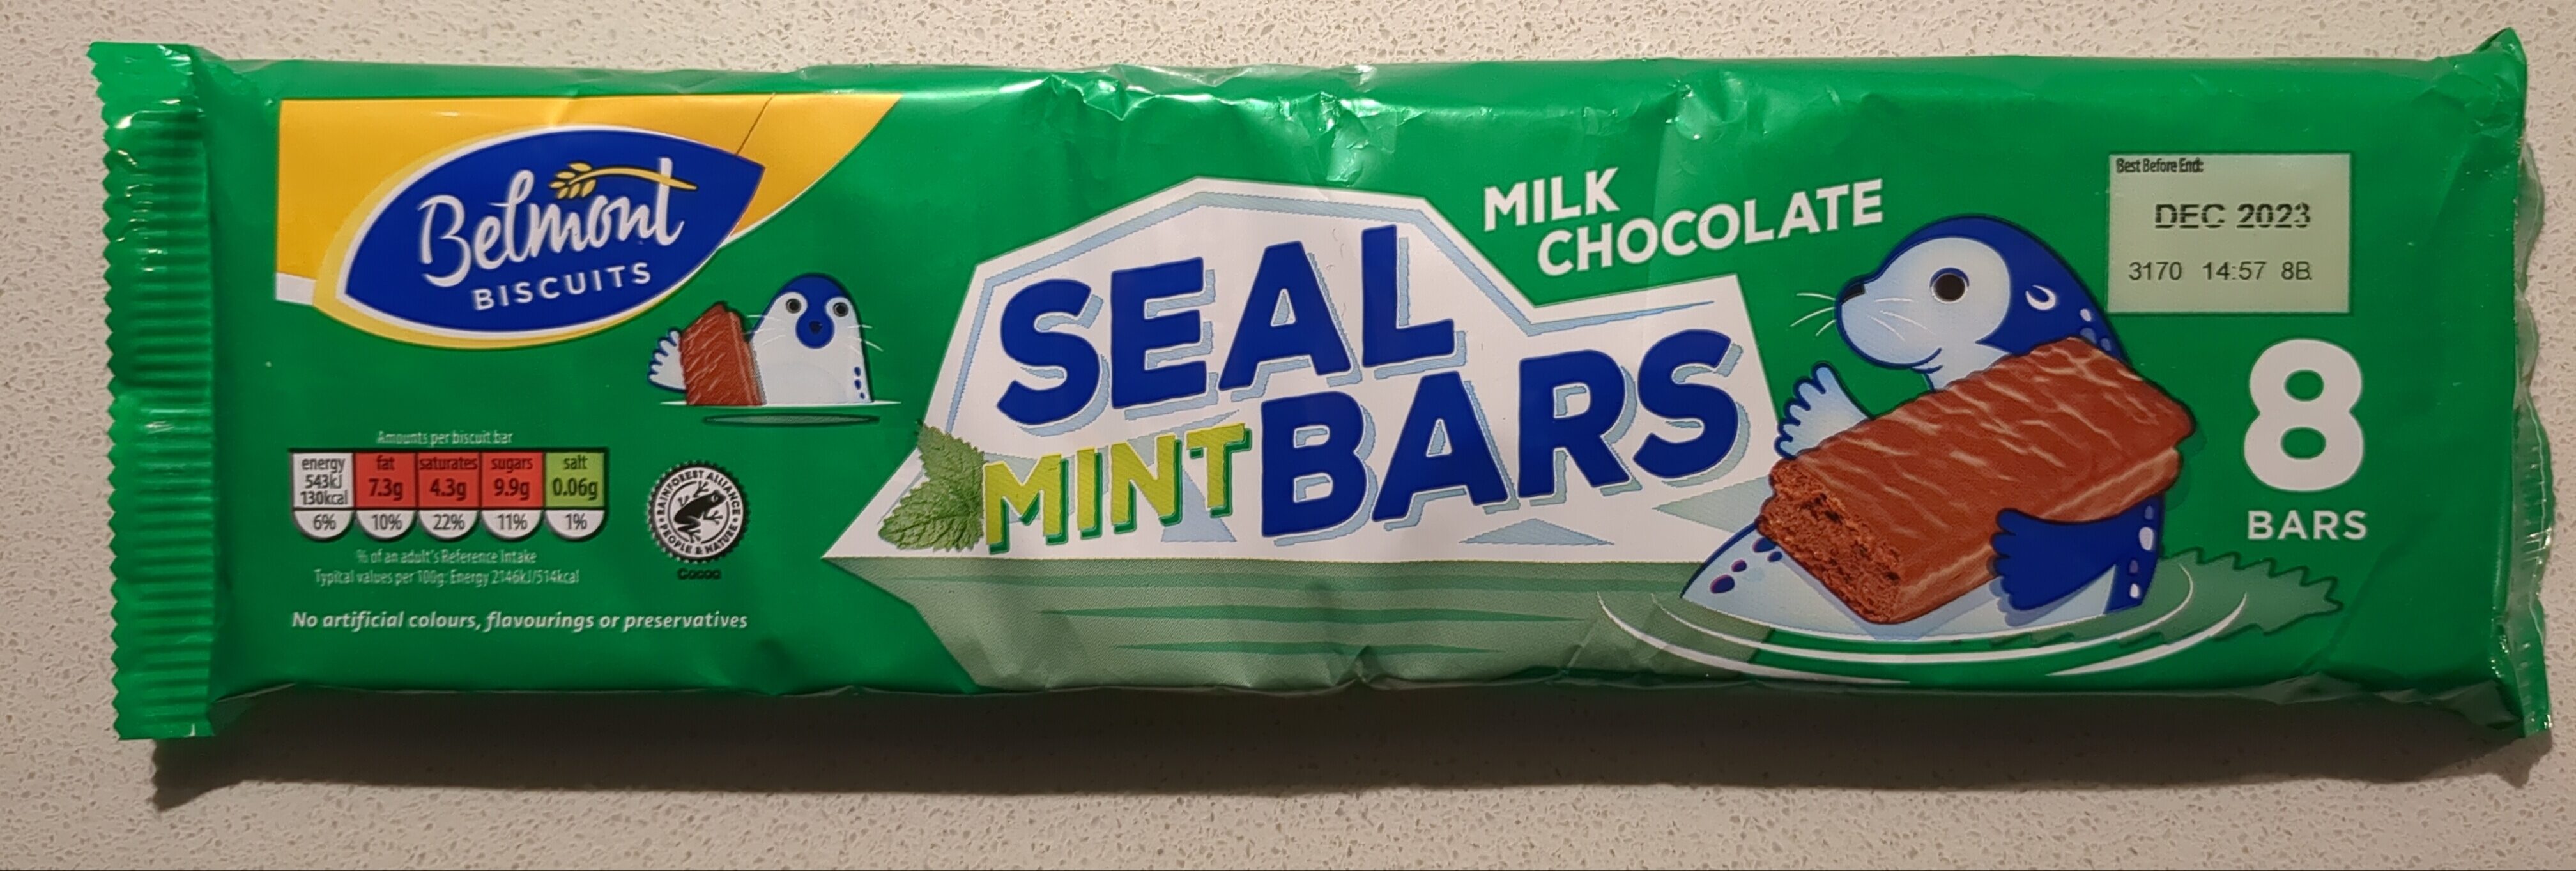 Belmont
BISCUITS
MILK
CHOCOLATE
SEAL
MINT BARS
Best Before End:
DEC 2023
3170 14:57 8B
8
BARS
Amounts per biscuit bar
energy fat saturates sugars salt
543kJ 7.3g 4.3g 9.9g 0.06g
130kcal
6% 10% 22% 11% 1%
% of an adult's Reference Intake
Typical values per 100g: Energy 2146kJ/514kcal
RAINFOREST ALLIANCE
PEOPLE & NATURE
Cocoa
No artificial colours, flavourings or preservatives